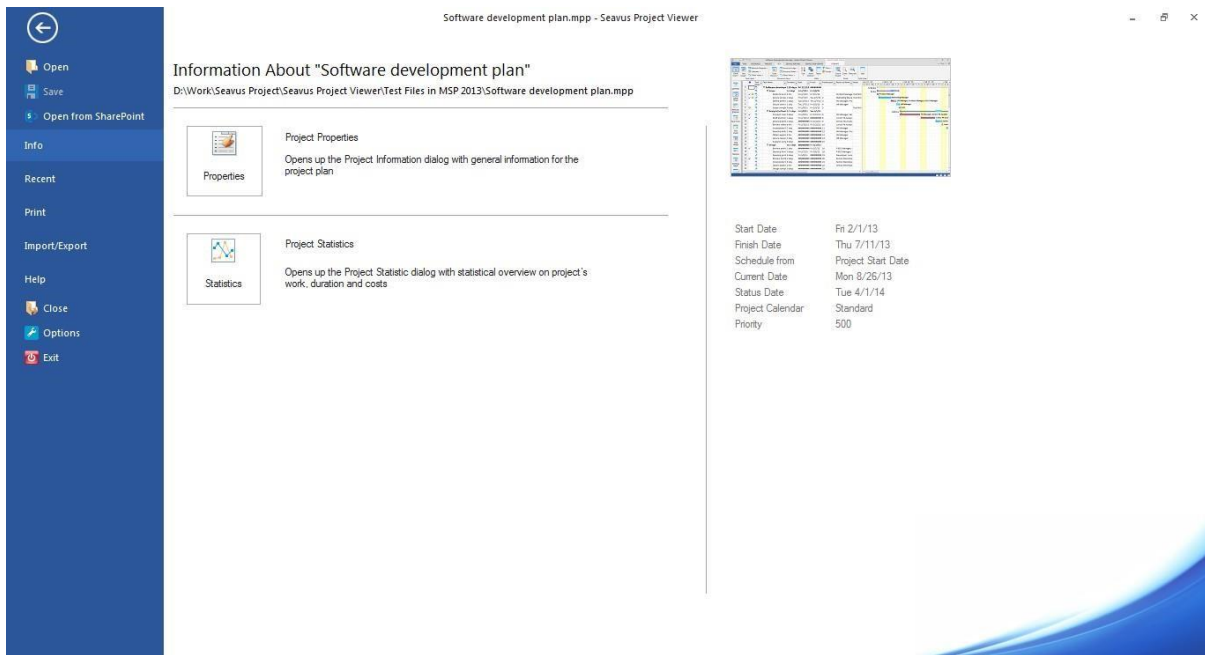 Software development plan.mpp - Seavus Project Viewer
Open
Save
Open from SharePoint
Info
Recent
Print
Import/Export
Help
Close
Options
Exit
Information About "Software development plan"
D:\Work\Seavus Project\Seavus Project Viewer\Test Files in MSP 2013\Software development plan.mpp
Properties
Project Properties
Opens up the Project Information dialog with general information for the
project plan
Statistics
Project Statistics
Opens up the Project Statistic dialog with statistical overview on project´s
work, duration and costs
Start Date Fri 2/1/13
Finish Date Thu 7/11/13
Schedule from Project Start Date
Current Date Mon 8/26/13
Status Date Tue 4/1/14
Project Calendar Standard
Priority 500